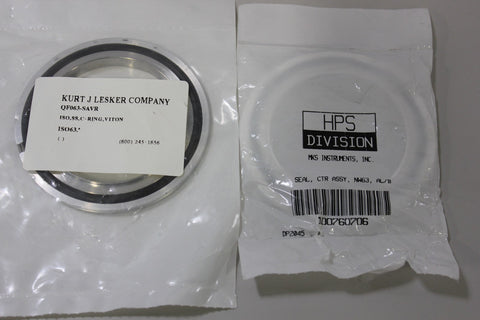 KURT J LESKER COMPANY
QF063-SAVR
ISO,SS,C-RING,VITON
ISO63,*
( ) (800) 245-1656
HPS
DIVISION
MKS INSTRUMENTS, INC.
SEAL, CTR ASSY, NW63, AL/B
100760706
DP2045